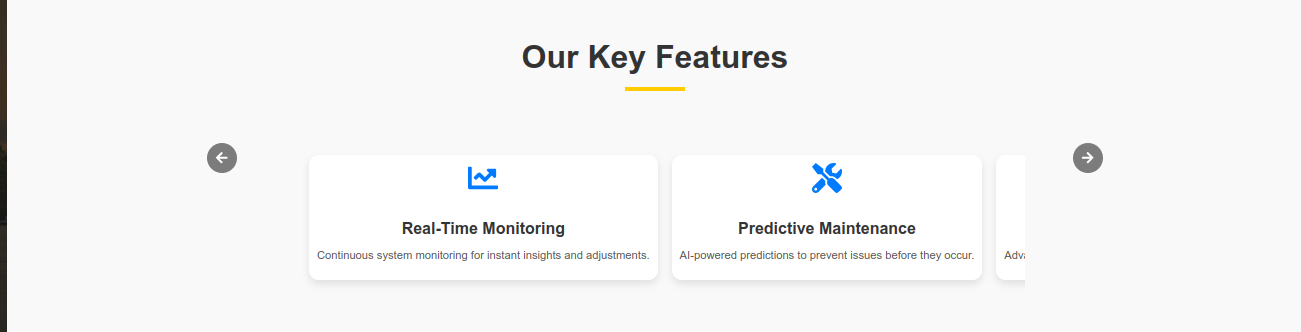 Our Key Features
Real-Time Monitoring
Continuous system monitoring for instant insights and adjustments.
Predictive Maintenance
AI-powered predictions to prevent issues before they occur.